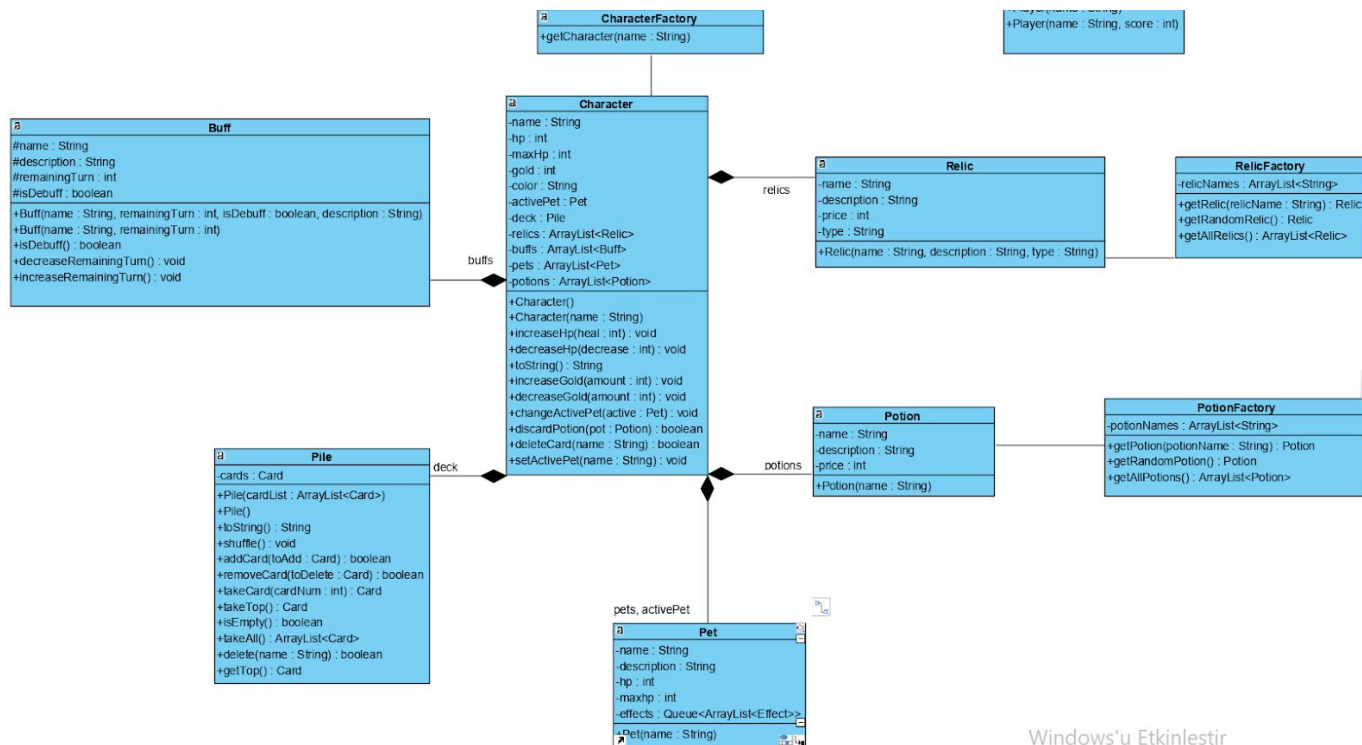 CharacterFactory
+getCharacter(name : String)
+Player(name : String, score : int)
Character
-name : String
-hp : int
-maxHp : int
-gold : int
-color : String
-activePet : Pet
-deck : Pile
-relics : ArrayList<Relic>
-buffs : ArrayList<Buff>
-pets : ArrayList<Pet>
-potions : ArrayList<Potion>
+Character()
+Character(name : String)
+increaseHp(heal : int) : void
+decreaseHp(decrease : int) : void
+toString() : String
+increaseGold(amount : int) : void
+decreaseGold(amount : int) : void
+changeActivePet(active : Pet) : void
+discardPotion(pot : Potion) : boolean
+deleteCard(name : String) : boolean
+setActivePet(name : String) : void
Buff
#name : String
#description : String
#remainingTurn : int
#isDebuff : boolean
+Buff(name : String, remainingTurn : int, isDebuff : boolean, description : String)
+Buff(name : String, remainingTurn : int)
+isDebuff() : boolean
+decreaseRemainingTurn() : void
+increaseRemainingTurn() : void
buffs
relics
Relic
-name : String
-description : String
-price : int
-type : String
+Relic(name : String, description : String, type : String)
RelicFactory
-relicNames : ArrayList<String>
+getRelic(relicName : String) : Relic
+getRandomRelic() : Relic
+getAllRelics() : ArrayList<Relic>
Pile
-cards : Card
+Pile(cardList : ArrayList<Card>)
+Pile()
+toString() : String
+shuffle() : void
+addCard(toAdd : Card) : boolean
+removeCard(toDelete : Card) : boolean
+takeCard(cardNum : int) : Card
+takeTop() : Card
+isEmpty() : boolean
+takeAll() : ArrayList<Card>
+delete(name : String) : boolean
+getTop() : Card
deck
potions
Potion
-name : String
-description : String
-price : int
+Potion(name : String)
PotionFactory
-potionNames : ArrayList<String>
+getPotion(potionName : String) : Potion
+getRandomPotion() : Potion
+getAllPotions() : ArrayList<Potion>
pets, activePet
Pet
-name : String
-description : String
-hp : int
-maxhp : int
-effects : Queue<ArrayList<Effect>>
+Pet(name : String)
Windows'u Etkinleştir